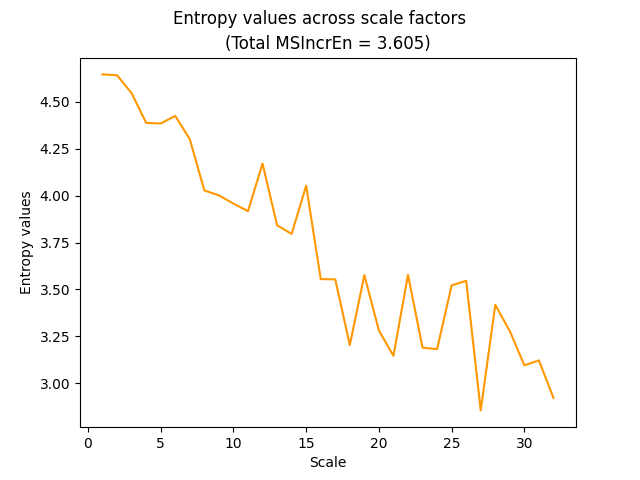 Entropy values across scale factors
(Total MSIncrEn = 3.605)
4.50
4.25
4.00
3.75
3.50
3.25
3.00
Entropy values
0 5 10 15 20 25 30
Scale